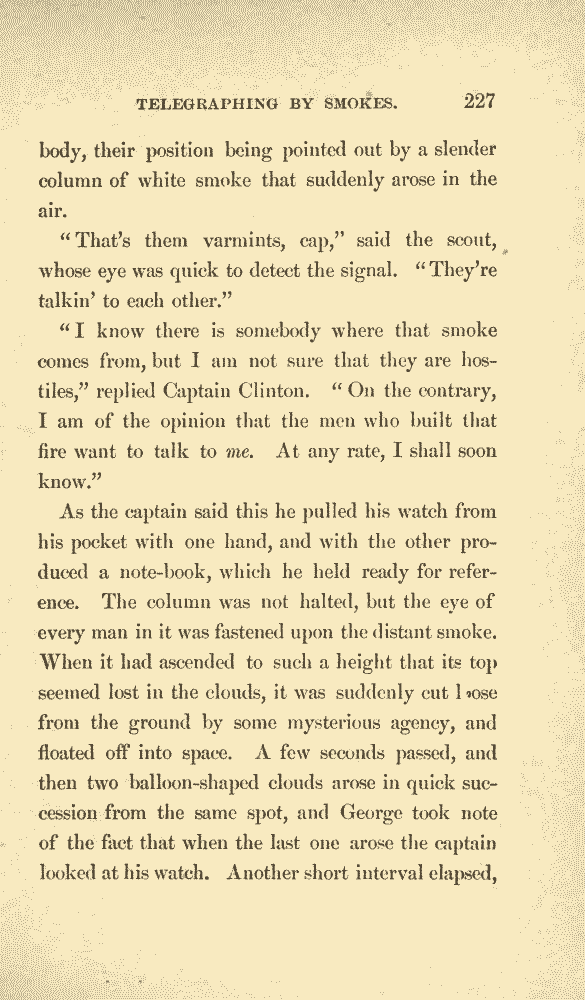 TELEGRAPHING BY SMOKES. 227
body, their position being pointed out by a slender
column of white smoke that suddenly arose in the
air.
“That’s them varmints, cap,” said the scout,
whose eye was quick to detect the signal. “They’re
talkin’ to each other.”
“I know there is somebody where that smoke
comes from, but I am not sure that they are hos-
tiles,” replied Captain Clinton. “On the contrary,
I am of the opinion that the men who built that
fire want to talk to me. At any rate, I shall soon
know.”
As the captain said this he pulled his watch from
his pocket with one hand, and with the other pro-
duced a note-book, which he held ready for refer-
ence. The column was not halted, but the eye of
every man in it was fastened upon the distant smoke.
When it had ascended to such a height that its top
seemed lost in the clouds, it was suddenly cut loose
from the ground by some mysterious agency, and
floated off into space. A few seconds passed, and
then two balloon-shaped clouds arose in quick suc-
cession from the same spot, and George took note
of the fact that when the last one arose the captain
looked at his watch. Another short interval elapsed,